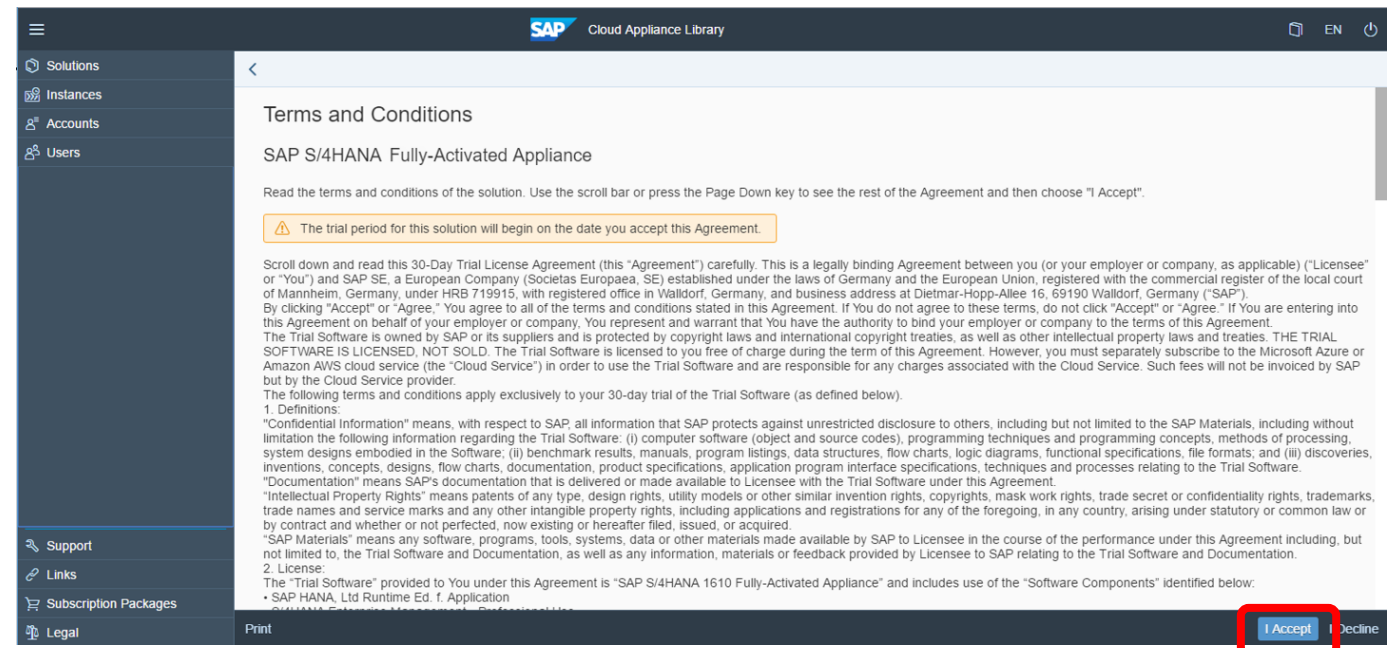 SAP Cloud Appliance Library
EN
Solutions
Instances
Accounts
Users
Terms and Conditions
SAP S/4HANA Fully-Activated Appliance
Read the terms and conditions of the solution. Use the scroll bar or press the Page Down key to see the rest of the Agreement and then choose "I Accept".
The trial period for this solution will begin on the date you accept this Agreement.
Scroll down and read this 30-Day Trial License Agreement (this “Agreement”) carefully. This is a legally binding Agreement between you (or your employer or company, as applicable) (“Licensee”
or “You”) and SAP SE, a European Company (Societas Europaea, SE) established under the laws of Germany and the European Union, registered with the commercial register of the local court
of Mannheim, Germany, under HRB 719915, with registered office in Walldorf, Germany, and business address at Dietmar-Hopp-Allee 16, 69190 Walldorf, Germany (“SAP”).
By clicking "Accept" or “Agree,” You agree to all of the terms and conditions stated in this Agreement. If You do not agree to these terms, do not click "Accept" or “Agree.” If You are entering into
this Agreement on behalf of your employer or company, You represent and warrant that You have the authority to bind your employer or company to the terms of this Agreement.
The Trial Software is owned by SAP or its suppliers and is protected by copyright laws and international copyright treaties, as well as other intellectual property laws and treaties. THE TRIAL
SOFTWARE IS LICENSED, NOT SOLD. The Trial Software is licensed to you free of charge during the term of this Agreement. However, you must separately subscribe to the Microsoft Azure or
Amazon AWS cloud service (the “Cloud Service”) in order to use the Trial Software and are responsible for any charges associated with the Cloud Service. Such fees will not be invoiced by SAP
but by the Cloud Service provider.
The following terms and conditions apply exclusively to your 30-day trial of the Trial Software (as defined below).
1. Definitions:
"Confidential Information" means, with respect to SAP, all information that SAP protects against unrestricted disclosure to others, including but not limited to the SAP Materials, including without
limitation the following information regarding the Trial Software: (i) computer software (object and source codes), programming techniques and programming concepts, methods of processing,
system designs embodied in the Software; (ii) benchmark results, manuals, program listings, data structures, flow charts, logic diagrams, functional specifications, file formats; and (iii) discoveries,
inventions, concepts, designs, flow charts, documentation, product specifications, application program interface specifications, techniques and processes relating to the Trial Software.
"Documentation" means SAP's documentation that is delivered or made available to Licensee with the Trial Software under this Agreement.
“Intellectual Property Rights” means patents of any type, design rights, utility models or other similar invention rights, copyrights, mask work rights, trade secret or confidentiality rights, trademarks,
trade names and service marks and any other intangible property rights, including applications and registrations for any of the foregoing, in any country, arising under statutory or common law or
by contract and whether or not perfected, now existing or hereafter filed, issued, or acquired.
“SAP Materials” means any software, programs, tools, systems, data or other materials made available by SAP to Licensee in the course of the performance under this Agreement including, but
not limited to, the Trial Software and Documentation, as well as any information, materials or feedback provided by Licensee to SAP relating to the Trial Software and Documentation.
2. License:
The “Trial Software” provided to You under this Agreement is “SAP S/4HANA 1610 Fully-Activated Appliance” and includes use of the “Software Components” identified below:
• SAP HANA, Ltd Runtime Ed. f. Application
Support
Links
Subscription Packages
Legal
Print
I Accept
I Decline